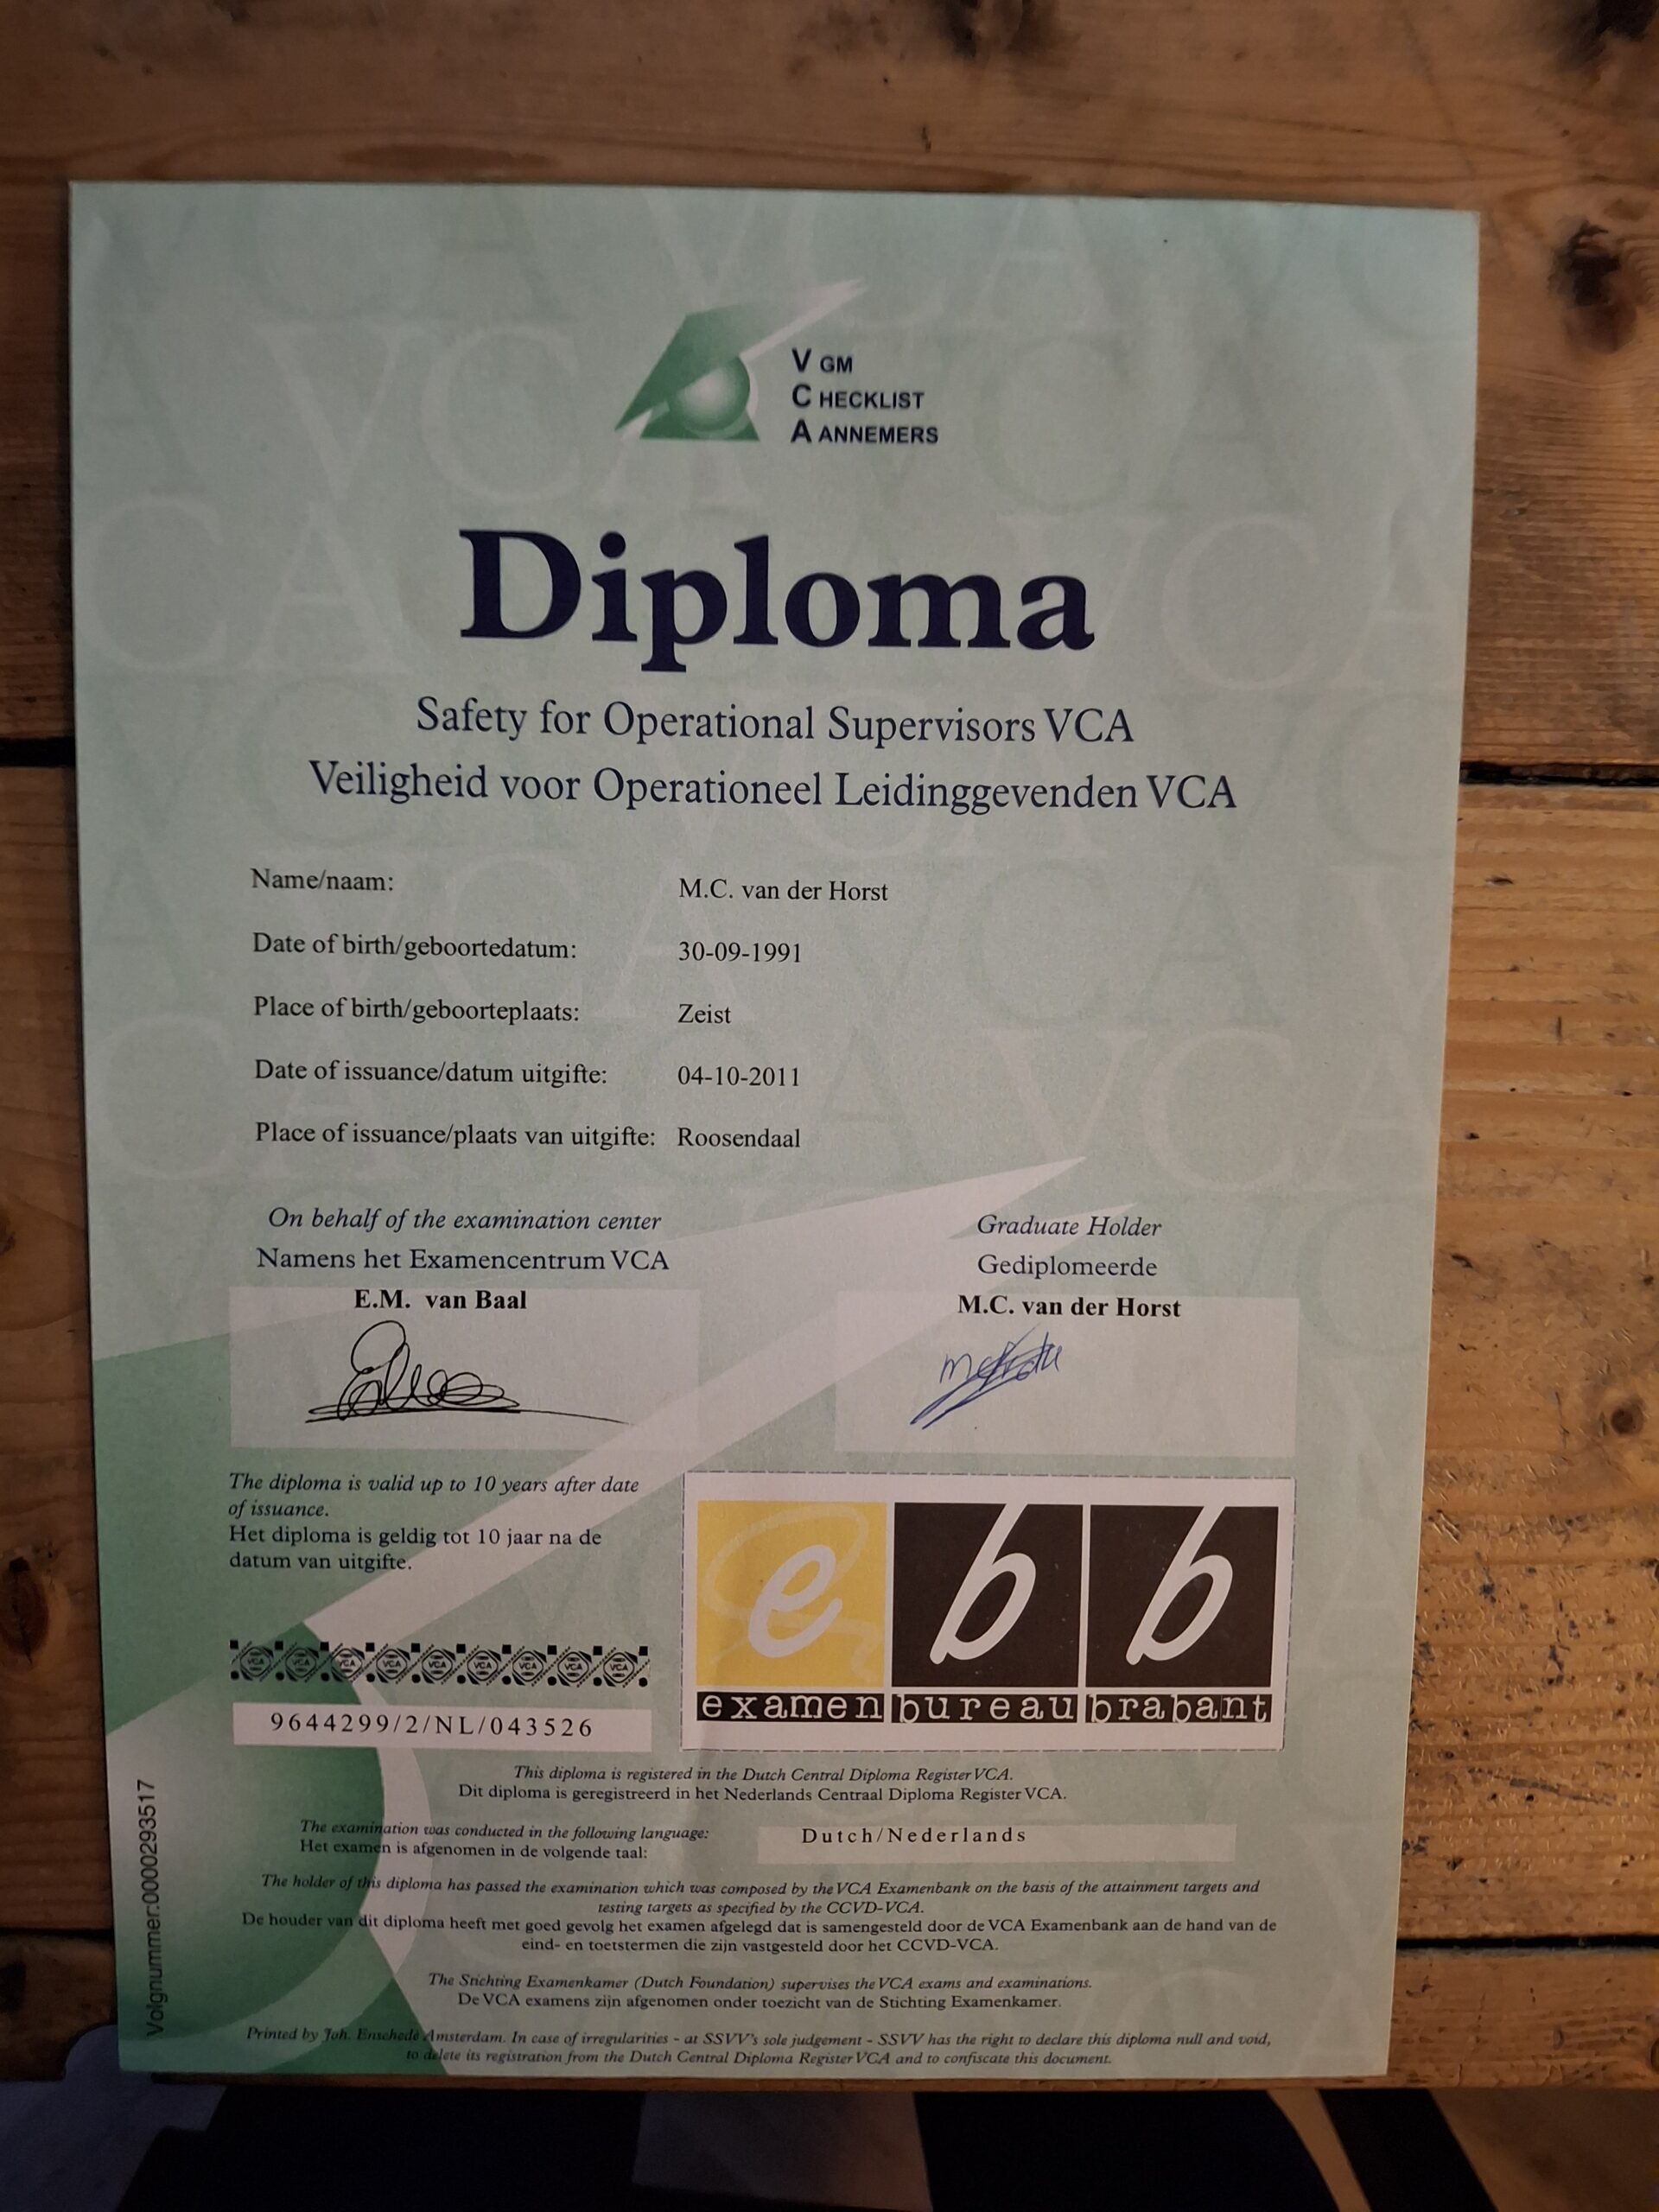 V GM
C HECKLIST
A ANNEMERS
Diploma
Safety for Operational Supervisors VCA
Veiligheid voor Operationeel Leidinggevenden VCA
Name/naam: M.C. van der Horst
Date of birth/geboortedatum: 30-09-1991
Place of birth/geboorteplaats: Zeist
Date of issuance/datum uitgifte: 04-10-2011
Place of issuance/plaats van uitgifte: Roosendaal
On behalf of the examination center
Namens het Examencentrum VCA
E.M. van Baal
Graduate Holder
Gediplomeerde
M.C. van der Horst
The diploma is valid up to 10 years after date
of issuance.
Het diploma is geldig tot 10 jaar na de
datum van uitgifte.
e b b
examen bureau brabant
VCA VCA VCA VCA VCA VCA VCA VCA VCA
9644299/2/NL/043526
Volgnummer:0000293517
This diploma is registered in the Dutch Central Diploma Register VCA.
Dit diploma is geregistreerd in het Nederlands Centraal Diploma Register VCA.
The examination was conducted in the following language:
Het examen is afgenomen in de volgende taal:
Dutch/Nederlands
The holder of this diploma has passed the examination which was composed by the VCA Examenbank on the basis of the attainment targets and
testing targets as specified by the CCVD-VCA.
De houder van dit diploma heeft met goed gevolg het examen afgelegd dat is samengesteld door de VCA Examenbank aan de hand van de
eind- en toetstermen die zijn vastgesteld door het CCVD-VCA.
The Stichting Examenkamer (Dutch Foundation) supervises the VCA exams and examinations.
De VCA examens zijn afgenomen onder toezicht van de Stichting Examenkamer.
Printed by Joh. Enschedé Amsterdam. In case of irregularities - at SSVV's sole judgement - SSVV has the right to declare this diploma null and void,
to delete its registration from the Dutch Central Diploma Register VCA and to confiscate this document.